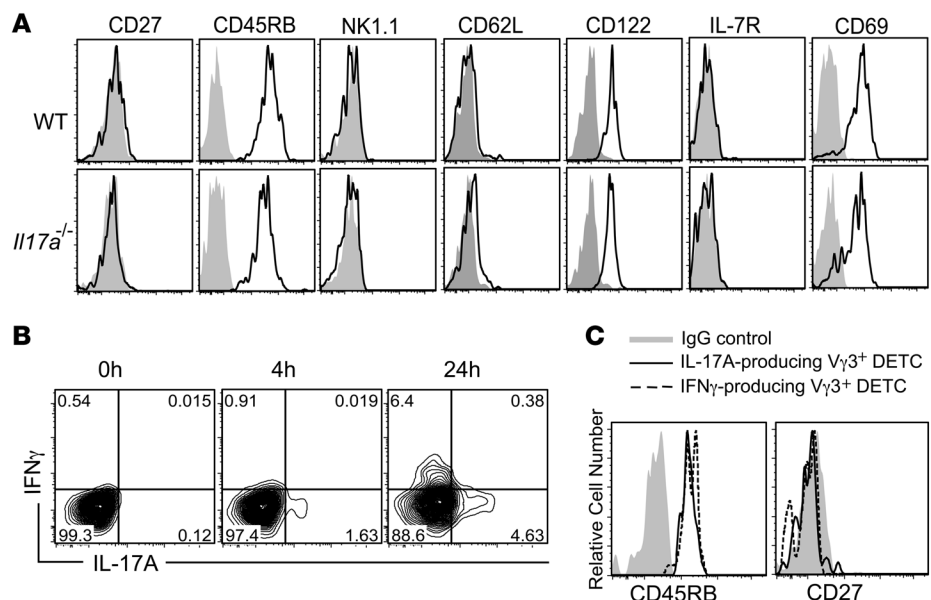 A
CD27 CD45RB NK1.1 CD62L CD122 IL-7R CD69
WT
Il17a-/-
B
0h 4h 24h
0.54 0.015 0.91 0.019 6.4 0.38
99.3 0.12 97.4 1.63 88.6 4.63
IFNγ
IL-17A
C
IgG control
IL-17A-producing Vγ3+ DETC
IFNγ-producing Vγ3+ DETC
Relative Cell Number
CD45RB CD27